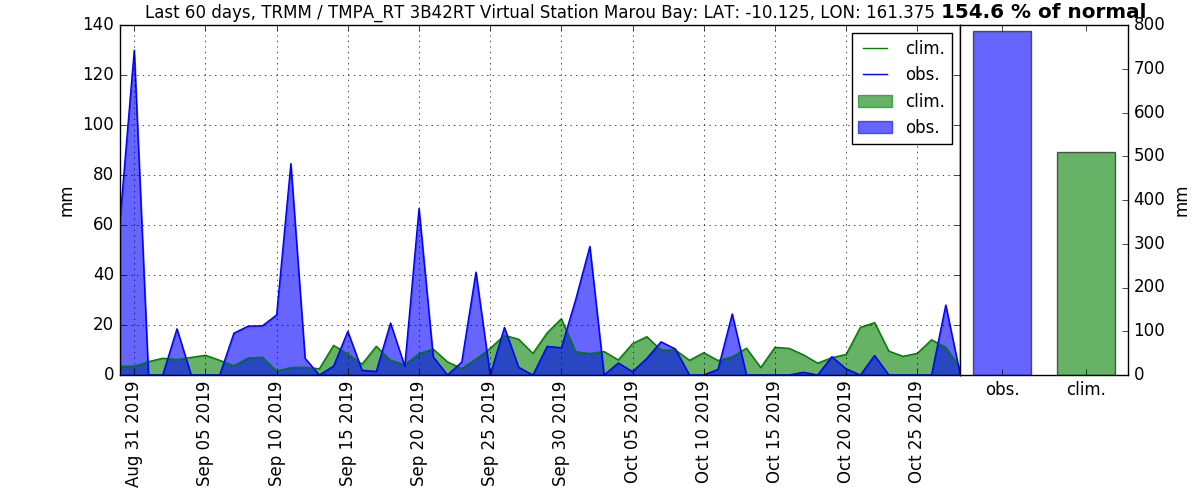 Last 60 days, TRMM / TMPA_RT 3B42RT Virtual Station Marou Bay: LAT: -10.125, LON: 161.375 154.6 % of normal
mm
140
120
100
80
60
40
20
0
clim.
obs.
clim.
obs.
Aug 31 2019
Sep 05 2019
Sep 10 2019
Sep 15 2019
Sep 20 2019
Sep 25 2019
Sep 30 2019
Oct 05 2019
Oct 10 2019
Oct 15 2019
Oct 20 2019
Oct 25 2019
obs.
clim.
800
700
600
500
400
300
200
100
0
mm